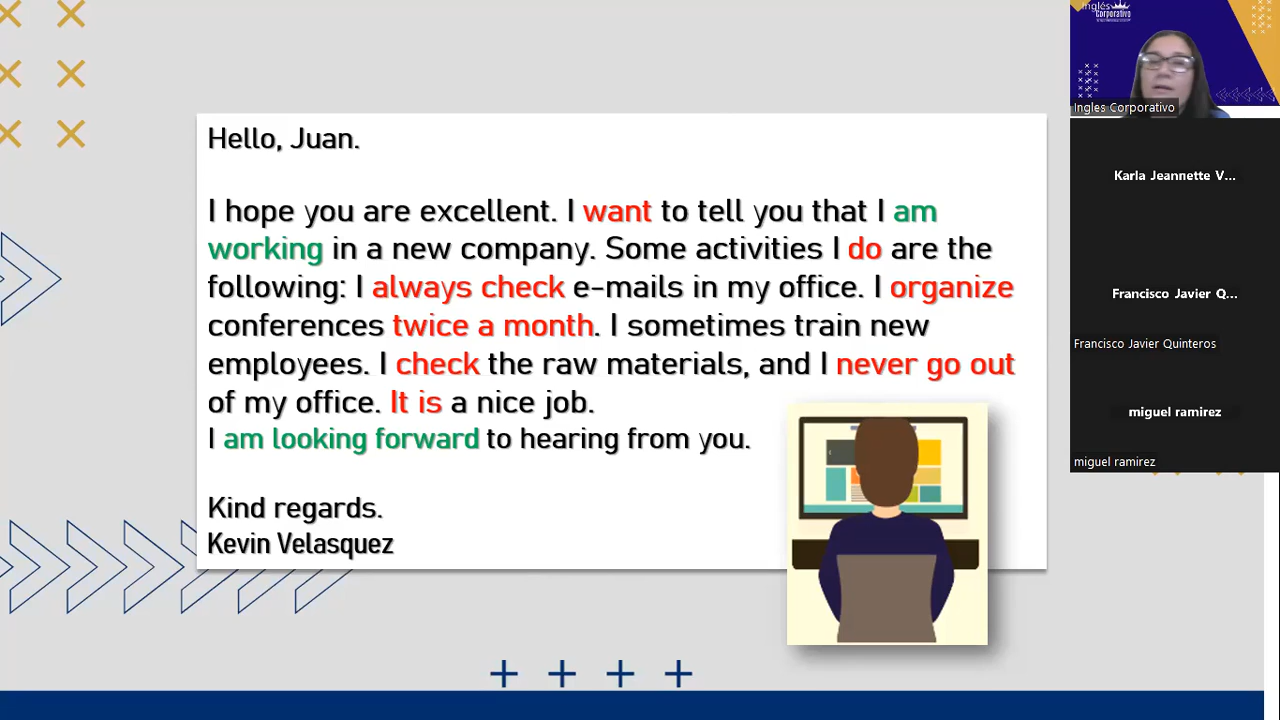 Hello, Juan.
I hope you are excellent. I want to tell you that I am
working in a new company. Some activities I do are the
following: I always check e-mails in my office. I organize
conferences twice a month. I sometimes train new
employees. I check the raw materials, and I never go out
of my office. It is a nice job.
I am looking forward to hearing from you.
Kind regards.
Kevin Velasquez
Inglés
Corporativo
Ingles Corporativo
Karla Jeannette V...
Francisco Javier Q...
Francisco Javier Quinteros
miguel ramirez
miguel ramirez